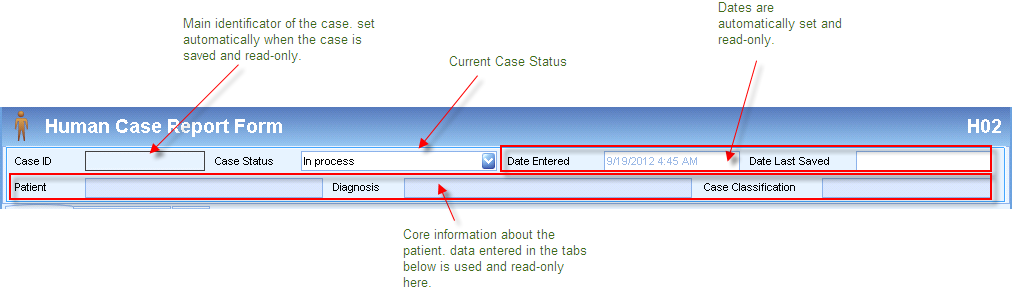 Main identificator of the case. set
automatically when the case is
saved and read-only.
Current Case Status
Dates are
automatically set and
read-only.
Human Case Report Form H02
Case ID Case Status In process Date Entered 9/19/2012 4:45 AM Date Last Saved
Patient Diagnosis Case Classification
Core information about the
patient. data entered in the tabs
below is used and read-only
here.